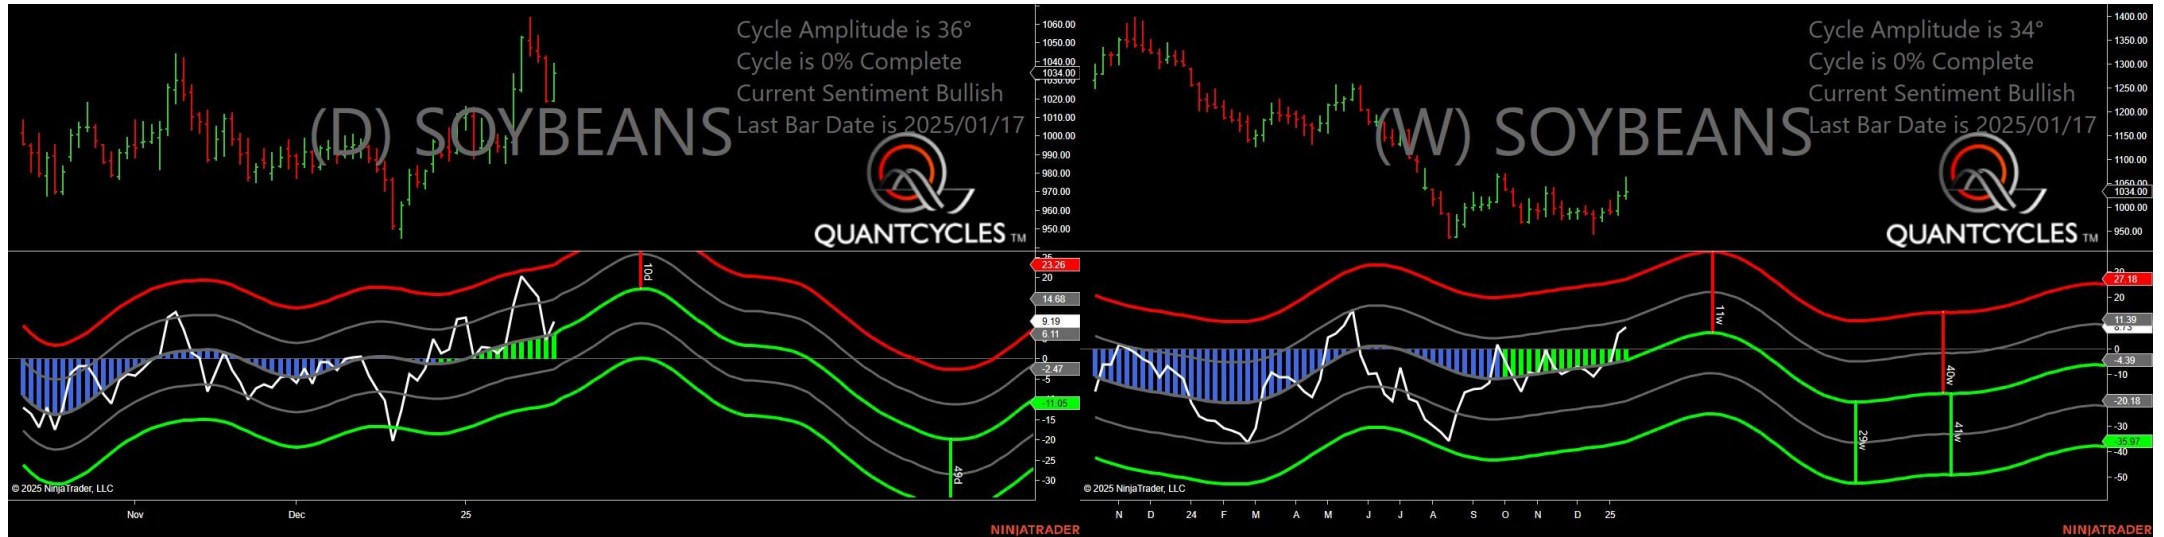 Cycle Amplitude is 36°
Cycle is 0% Complete
Current Sentiment Bullish
Last Bar Date is 2025/01/17
(D) SOYBEANS
QUANTCYCLES TM
1060.00
1050.00
1040.00
1034.00
1030.00
1020.00
1010.00
1000.00
990.00
980.00
970.00
960.00
950.00
10d
49d
25
23.26
20
14.68
9.19
6.11
0
-2.47
-5
-11.05
-15
-20
-25
-30
© 2025 NinjaTrader, LLC
Nov
Dec
25
NINJATRADER
Cycle Amplitude is 34°
Cycle is 0% Complete
Current Sentiment Bullish
Last Bar Date is 2025/01/17
(W) SOYBEANS
QUANTCYCLES TM
1400.00
1350.00
1300.00
1250.00
1200.00
1150.00
1100.00
1050.00
1034.00
1000.00
950.00
11w
29w
40w
41w
30
27.18
20
11.39
8.73
0
-4.39
-10
-20.18
-30
-35.97
-40
-50
© 2025 NinjaTrader, LLC
N D 24 F M A M J J A S O N D 25
NINJATRADER